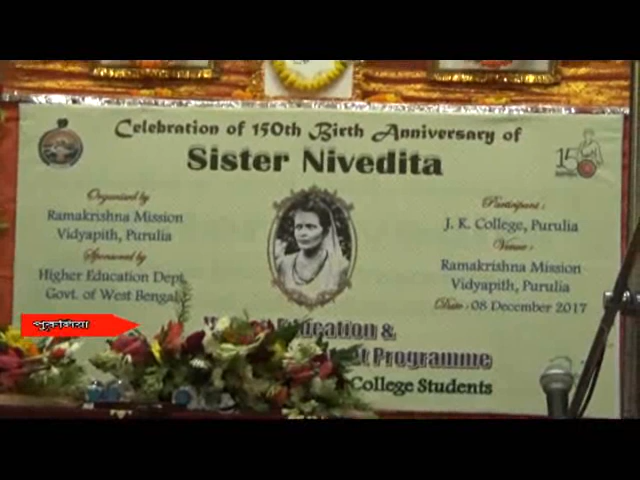 Celebration of 150th Birth Anniversary of
Sister Nivedita
Organised by
Ramakrishna Mission
Vidyapith, Purulia
Sponsored by
Higher Education Dept.
Govt. of West Bengal
Participant :
J. K. College, Purulia
Venue :
Ramakrishna Mission
Vidyapith, Purulia
Date : 08 December 2017
পুরুলিয়া
Education &
Programme
College Students